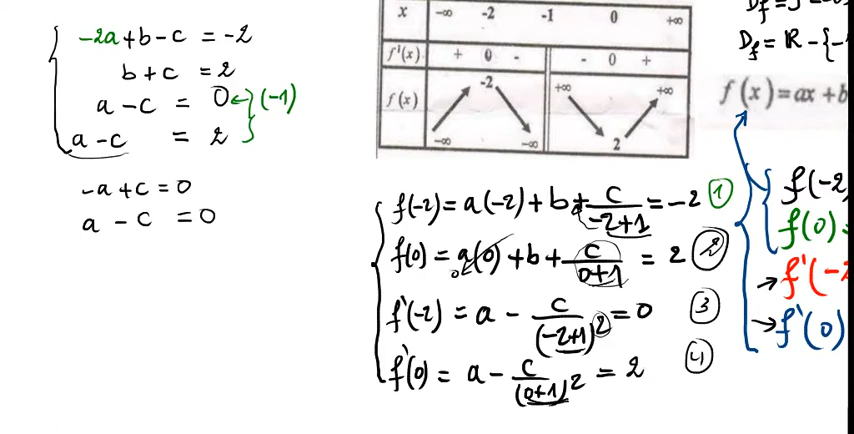 -2a+b-c = -2
b+c = 2
a-c = 0 (-1)
a-c = 2
-a+c=0
a-c=0
x -∞ -2 -1 0 +∞
f'(x) + 0 - - 0 +
f(x) -∞ -2 -∞ +∞ 2 +∞
D_f = R-{-
f(x)=ax+b
f(-2)=a(-2)+b+c/(-2+1)=-2 ①
f(0)=a(0)+b+c/(0+1)=2 ②
f'(-2)=a-c/(-2+1)²=0 ③
f'(0)=a-c/(0+1)²=2 ④
f(-2
f(0)=
f'(-2
f'(0)